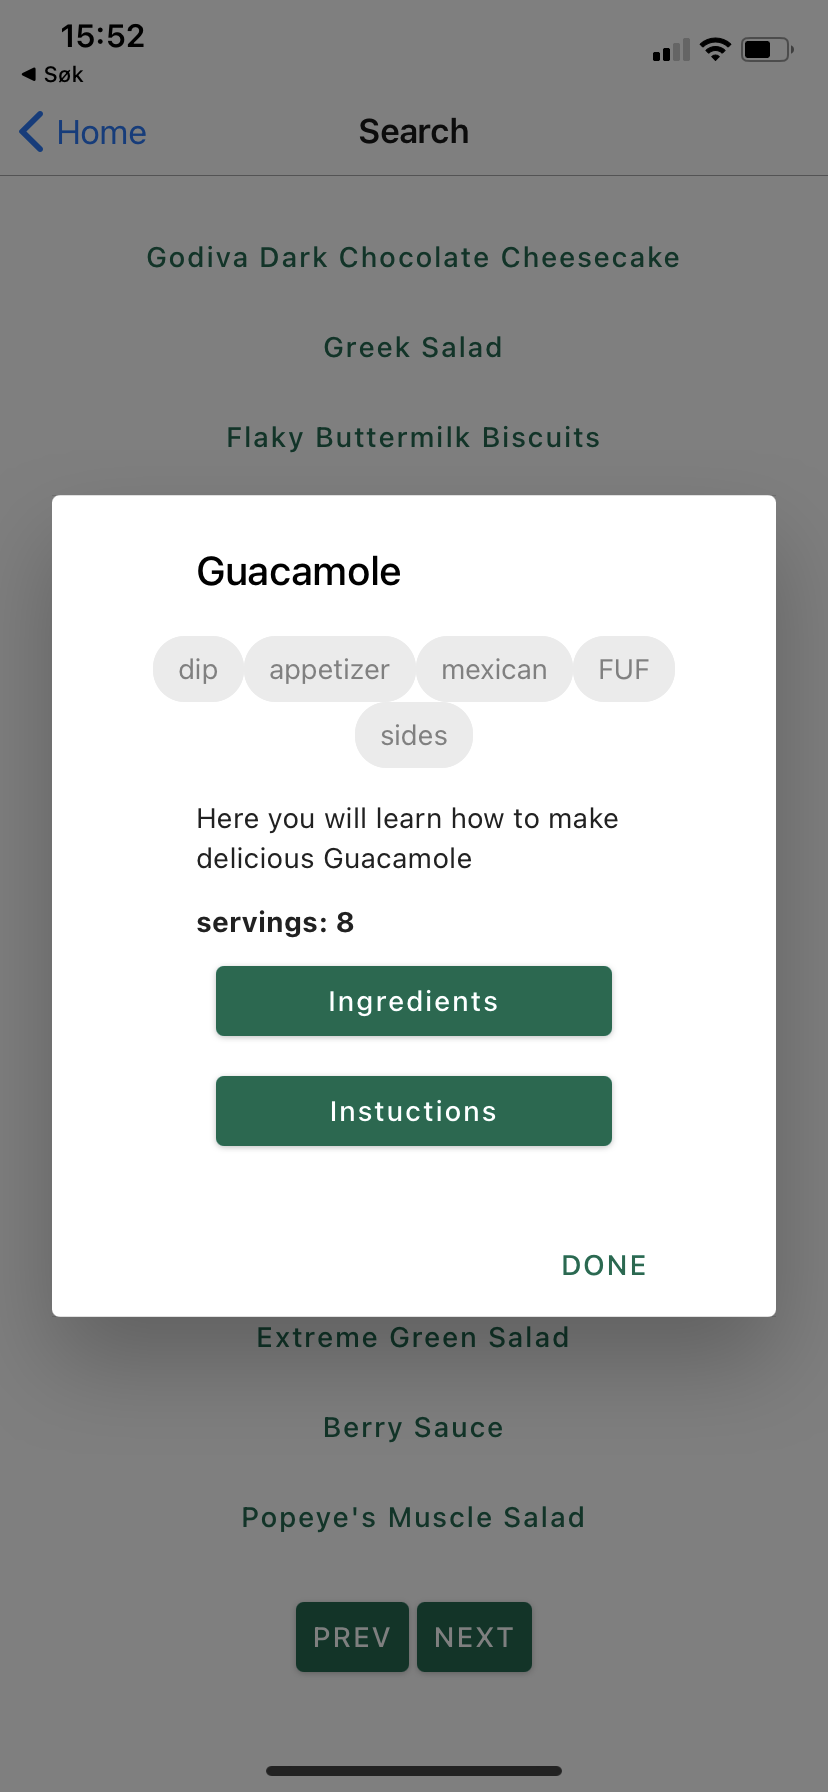 15:52
◀ Søk
Home
Search
Godiva Dark Chocolate Cheesecake
Greek Salad
Flaky Buttermilk Biscuits
Guacamole
dip appetizer mexican FUF
sides
Here you will learn how to make
delicious Guacamole
servings: 8
Ingredients
Instuctions
DONE
Extreme Green Salad
Berry Sauce
Popeye's Muscle Salad
PREV NEXT